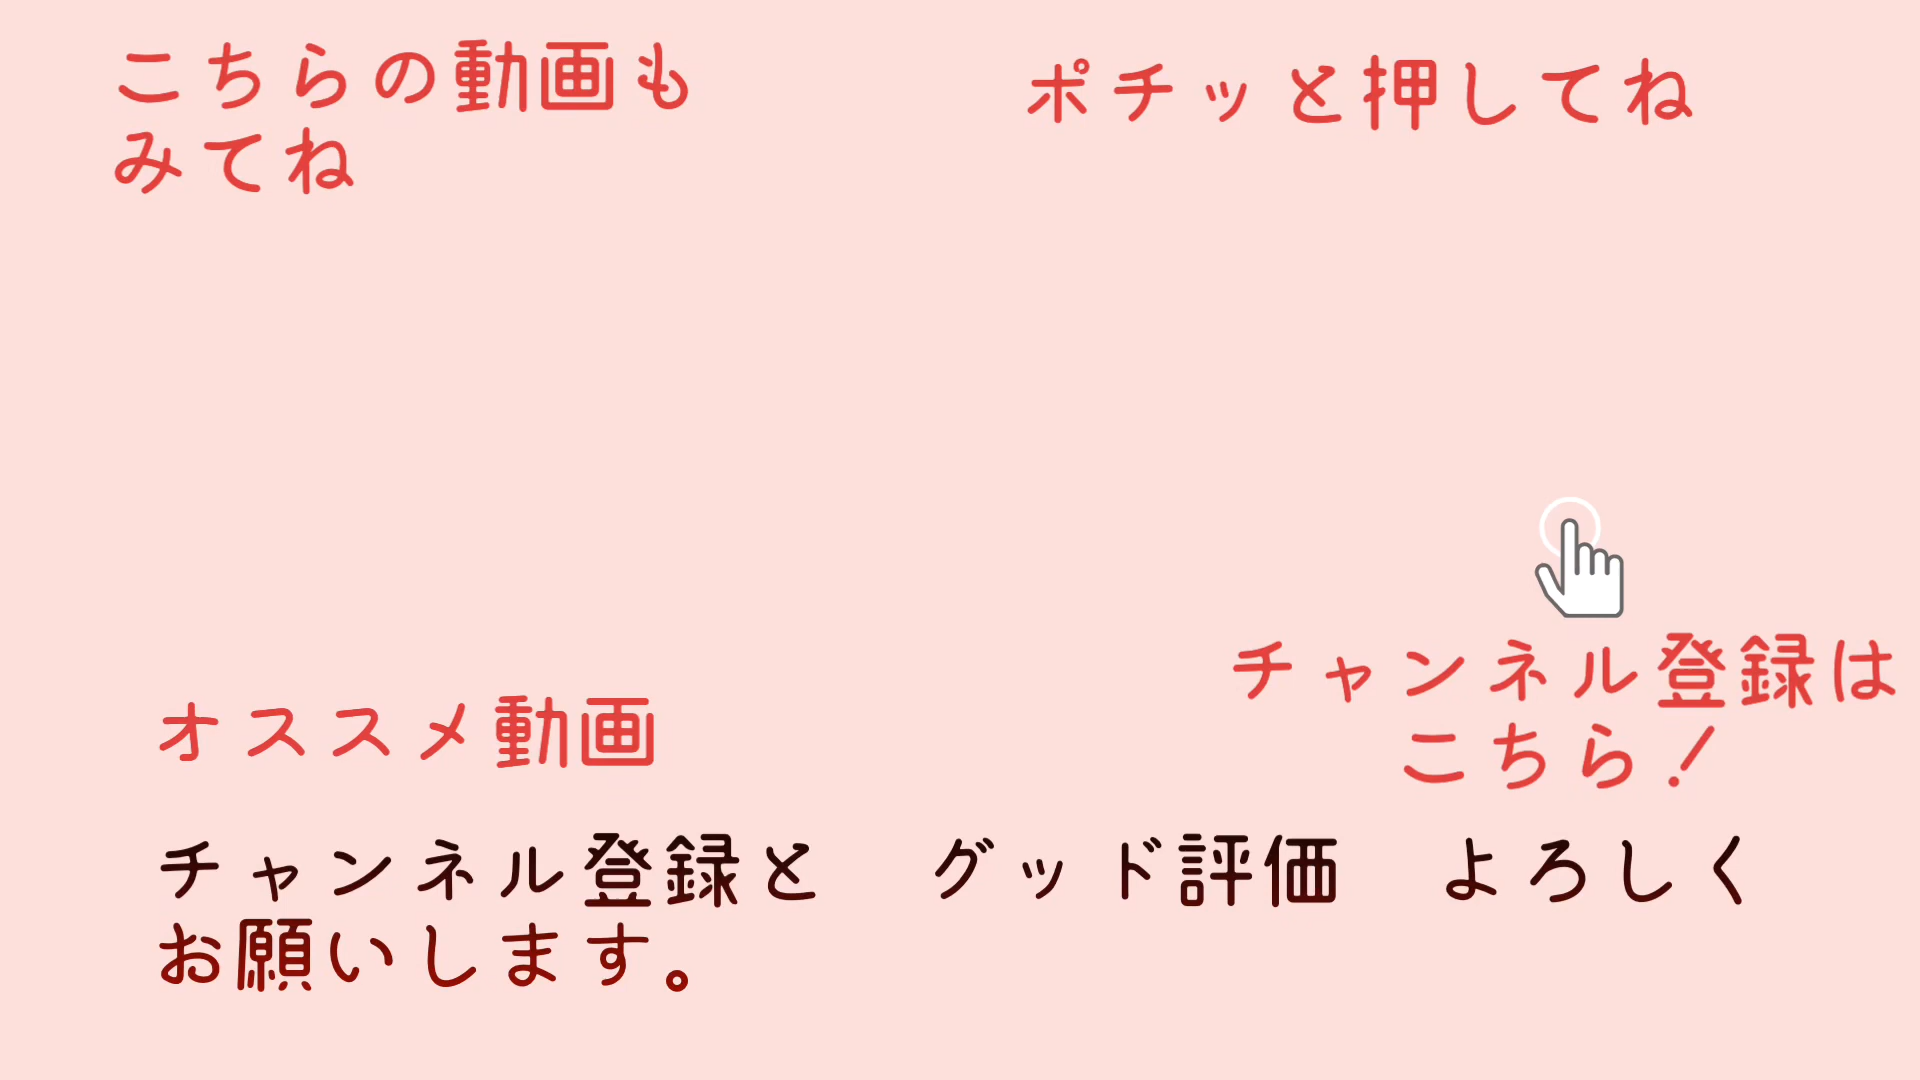 こちらの動画も
みてね
ポチッと押してね
チャンネル登録は
こちら！
オススメ動画
チャンネル登録と　グッド評価　よろしく
お願いします。